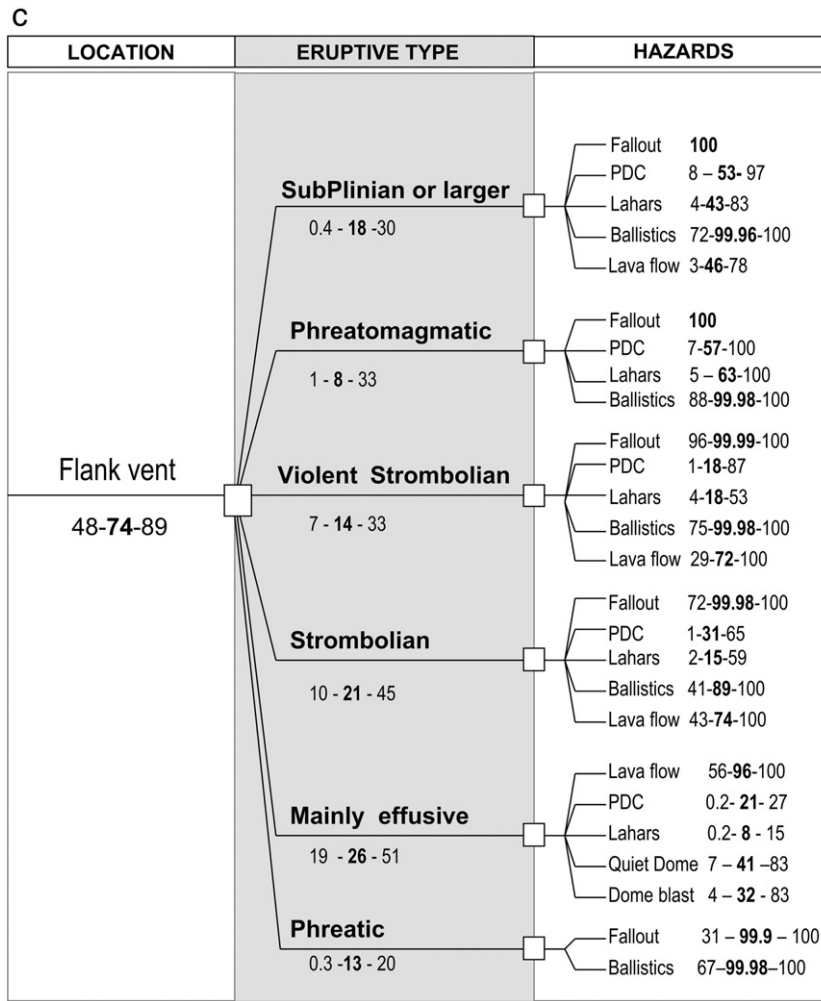 C
LOCATION ERUPTIVE TYPE HAZARDS
Fallout 100
SubPlinian or larger
0.4 - 18 -30
PDC 8 – 53- 97
Lahars 4-43-83
Ballistics 72-99.96-100
Lava flow 3-46-78
Phreatomagmatic
1 - 8 - 33
Fallout 100
PDC 7-57-100
Lahars 5 – 63-100
Ballistics 88-99.98-100
Flank vent
48-74-89
Violent Strombolian
7 - 14 - 33
Fallout 96-99.99-100
PDC 1-18-87
Lahars 4-18-53
Ballistics 75-99.98-100
Lava flow 29-72-100
Strombolian
10 - 21 - 45
Fallout 72-99.98-100
PDC 1-31-65
Lahars 2-15-59
Ballistics 41-89-100
Lava flow 43-74-100
Mainly effusive
19 - 26 - 51
Lava flow 56-96-100
PDC 0.2- 21- 27
Lahars 0.2- 8 - 15
Quiet Dome 7 – 41 –83
Dome blast 4 – 32 - 83
Phreatic
0.3 -13 - 20
Fallout 31 – 99.9 – 100
Ballistics 67–99.98–100